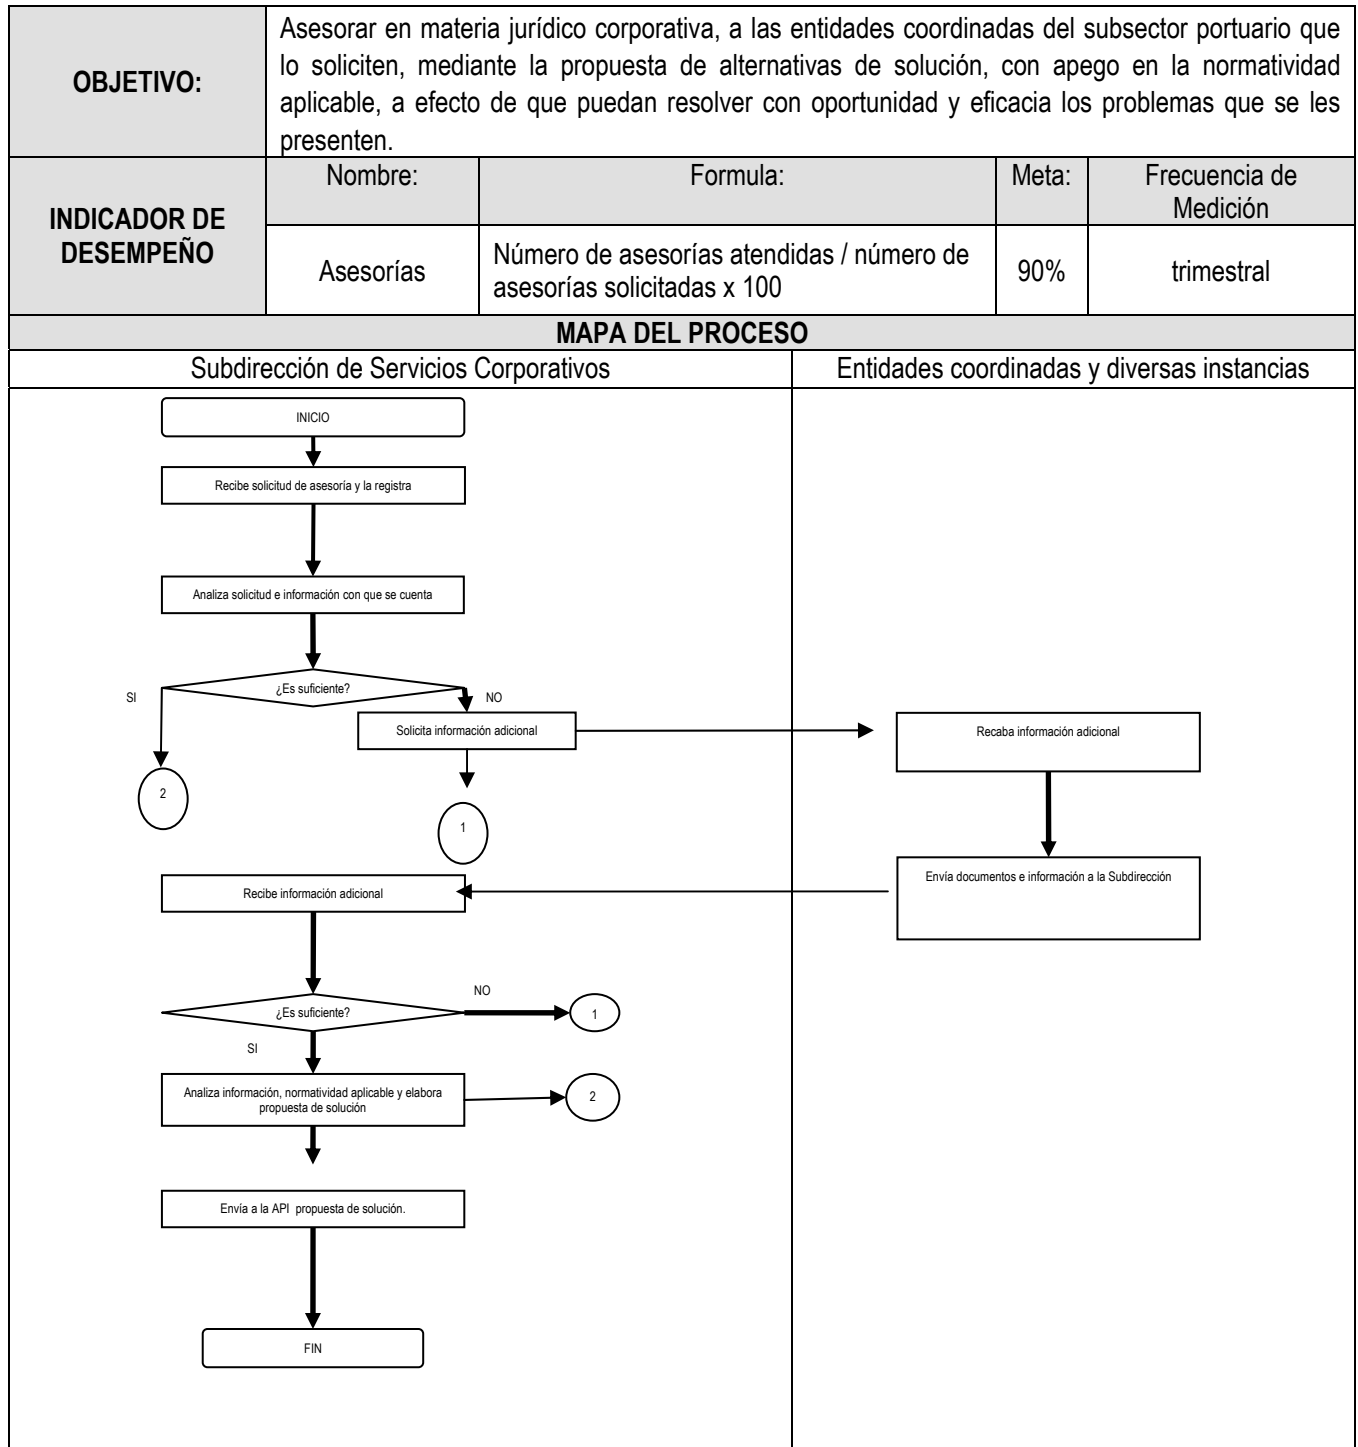 OBJETIVO:
Asesorar en materia jurídico corporativa, a las entidades coordinadas del subsector portuario que
lo soliciten, mediante la propuesta de alternativas de solución, con apego en la normatividad
aplicable, a efecto de que puedan resolver con oportunidad y eficacia los problemas que se les
presenten.
INDICADOR DE
DESEMPEÑO
Nombre:
Formula:
Meta:
Frecuencia de
Medición
Asesorías
Número de asesorías atendidas / número de
asesorías solicitadas x 100
90%
trimestral
MAPA DEL PROCESO
Subdirección de Servicios Corporativos
Entidades coordinadas y diversas instancias
INICIO
Recibe solicitud de asesoría y la registra
Analiza solicitud e información con que se cuenta
¿Es suficiente?
SI
NO
Solicita información adicional
Recaba información adicional
2
1
Envía documentos e información a la Subdirección
Recibe información adicional
NO
¿Es suficiente?
1
SI
Analiza información, normatividad aplicable y elabora
propuesta de solución
2
Envía a la API propuesta de solución.
FIN